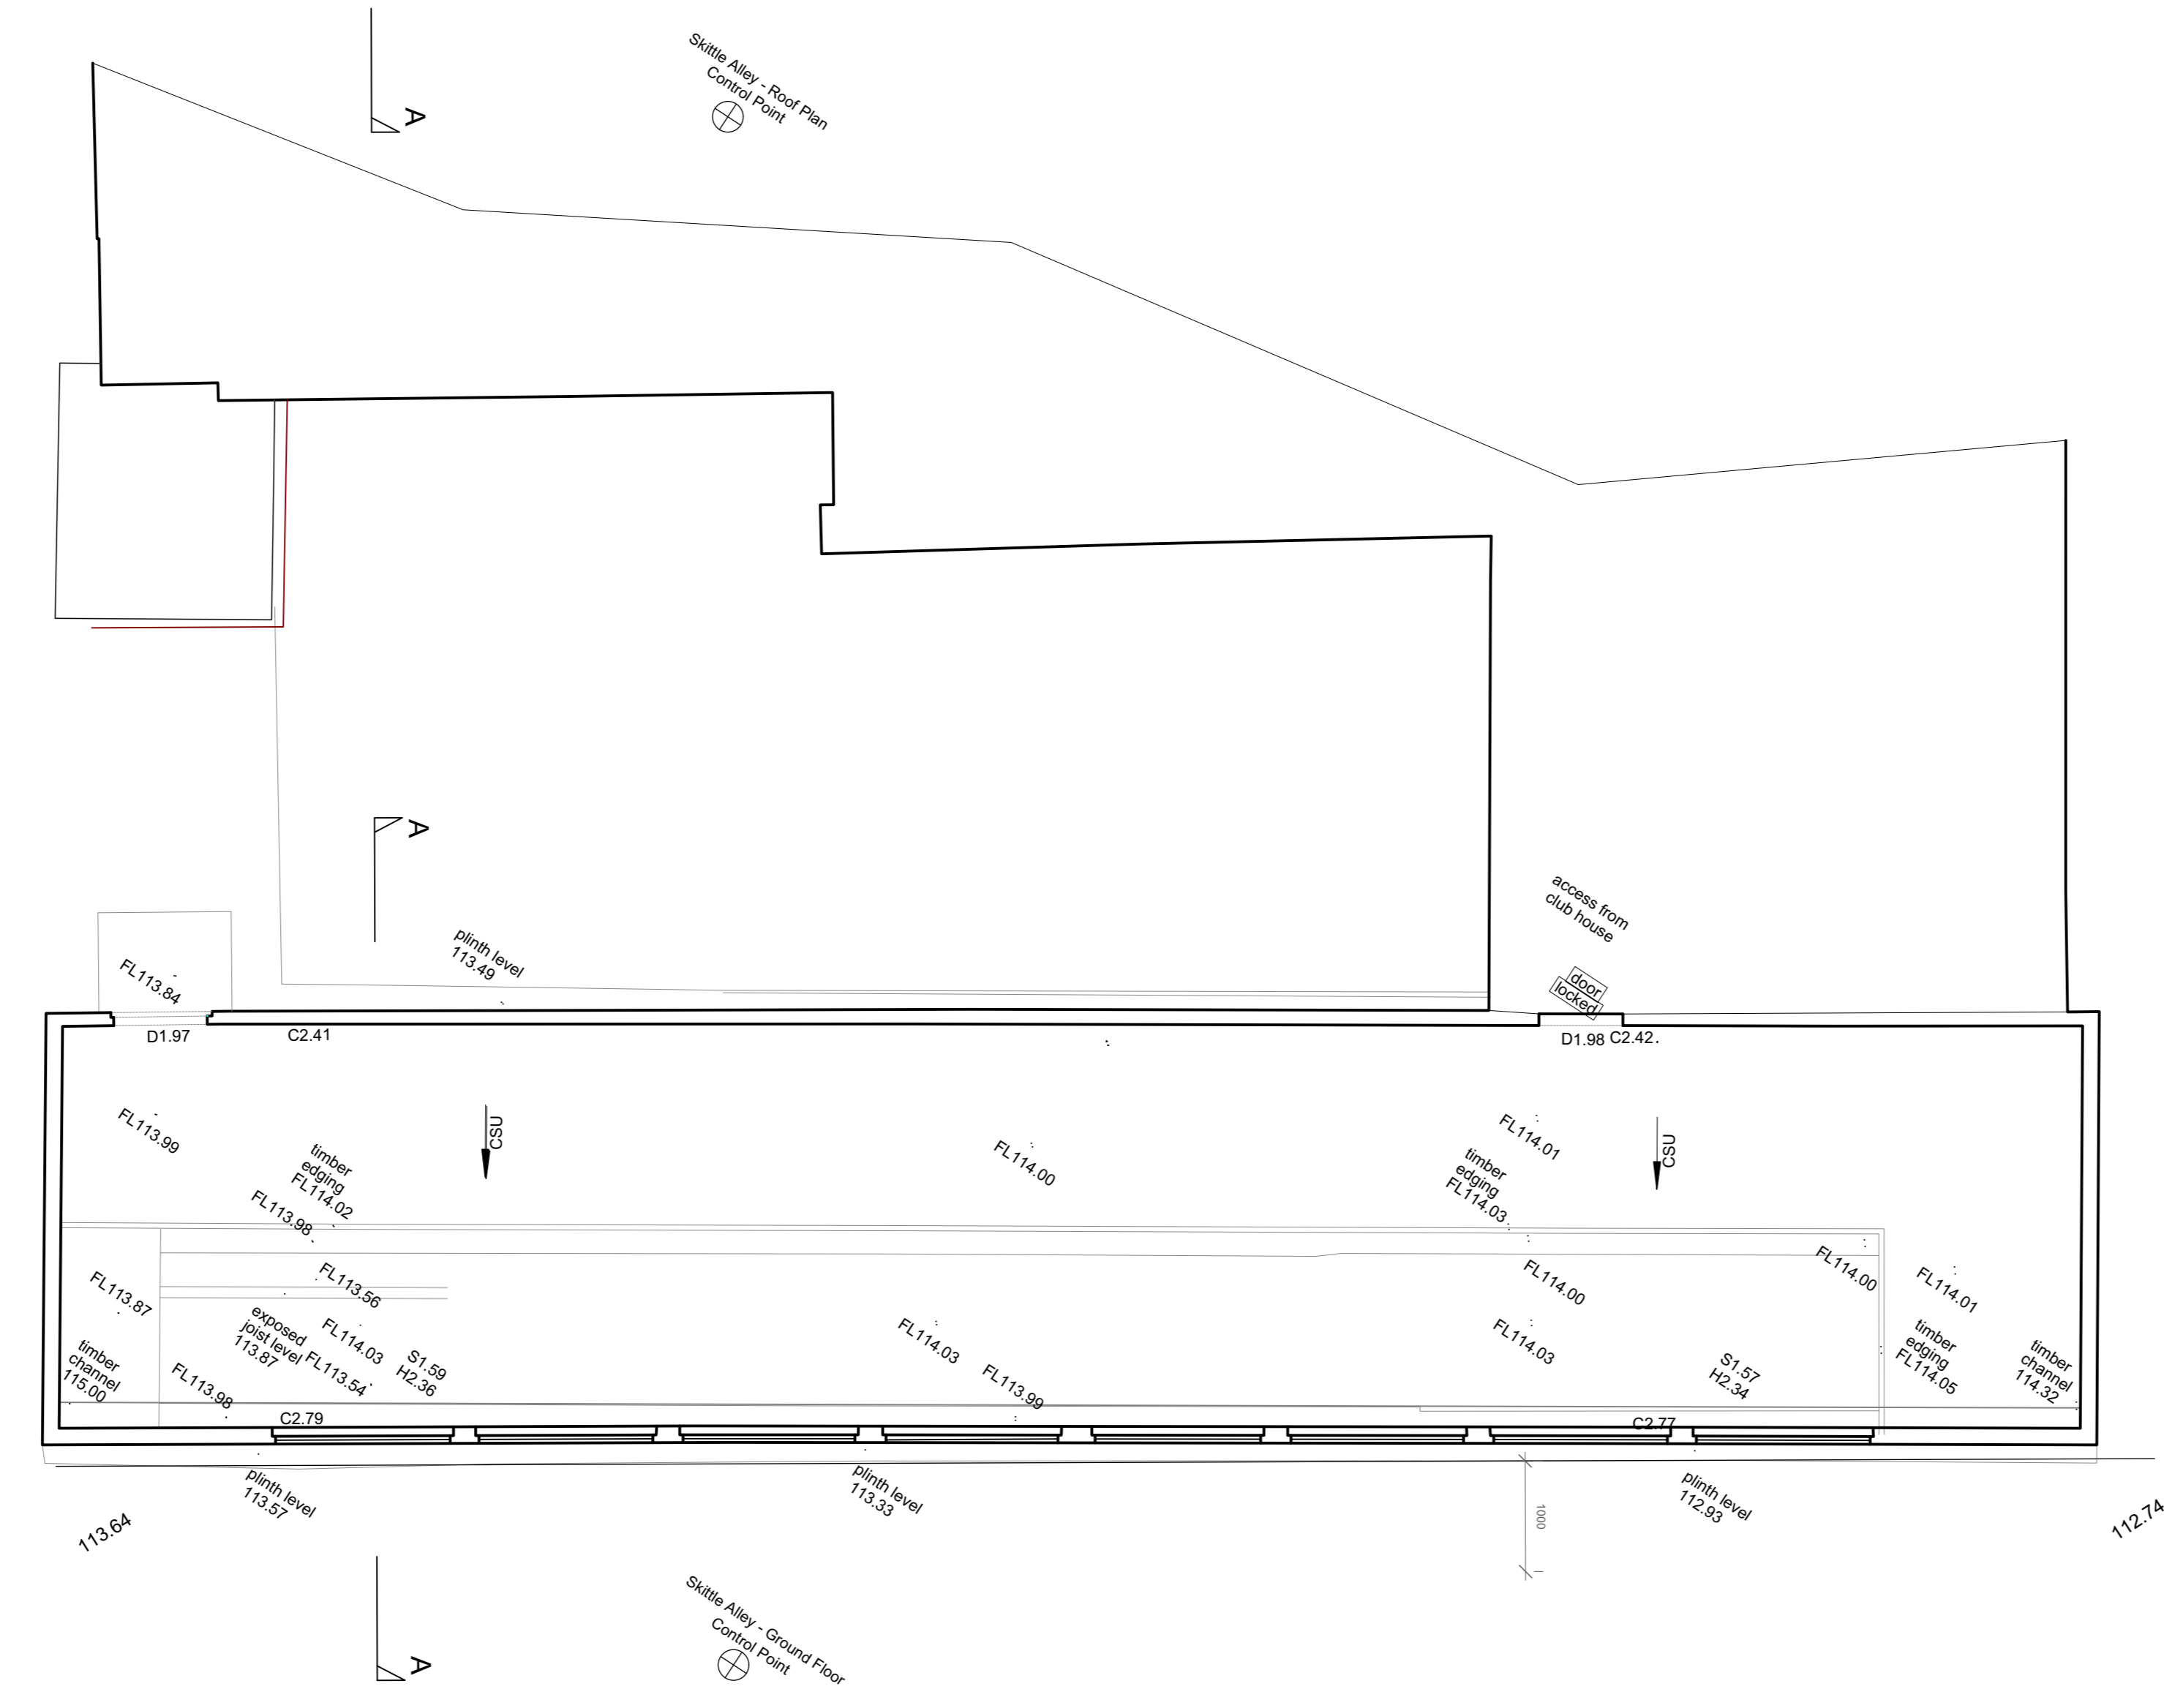 Skittle Alley - Roof Plan
Control Point
A
A
access from
club house
plinth level
113.49
FL113.84
door
locked
D1.97
C2.41
D1.98
C2.42
FL113.99
CSU
FL114.00
FL114.01
CSU
timber
edging
FL114.02
FL113.98
timber
edging
FL114.03
FL113.87
FL113.56
FL114.00
FL114.00
FL114.01
exposed
joist level
113.87
FL114.03
FL113.54
S1.59
H2.36
FL114.03
FL113.99
FL114.03
S1.57
H2.34
timber
edging
FL114.05
timber
channel
114.32
timber
channel
115.00
FL113.98
C2.79
C2.77
plinth level
113.57
plinth level
113.33
plinth level
112.93
1000
113.64
112.74
Skittle Alley - Ground Floor
Control Point
A